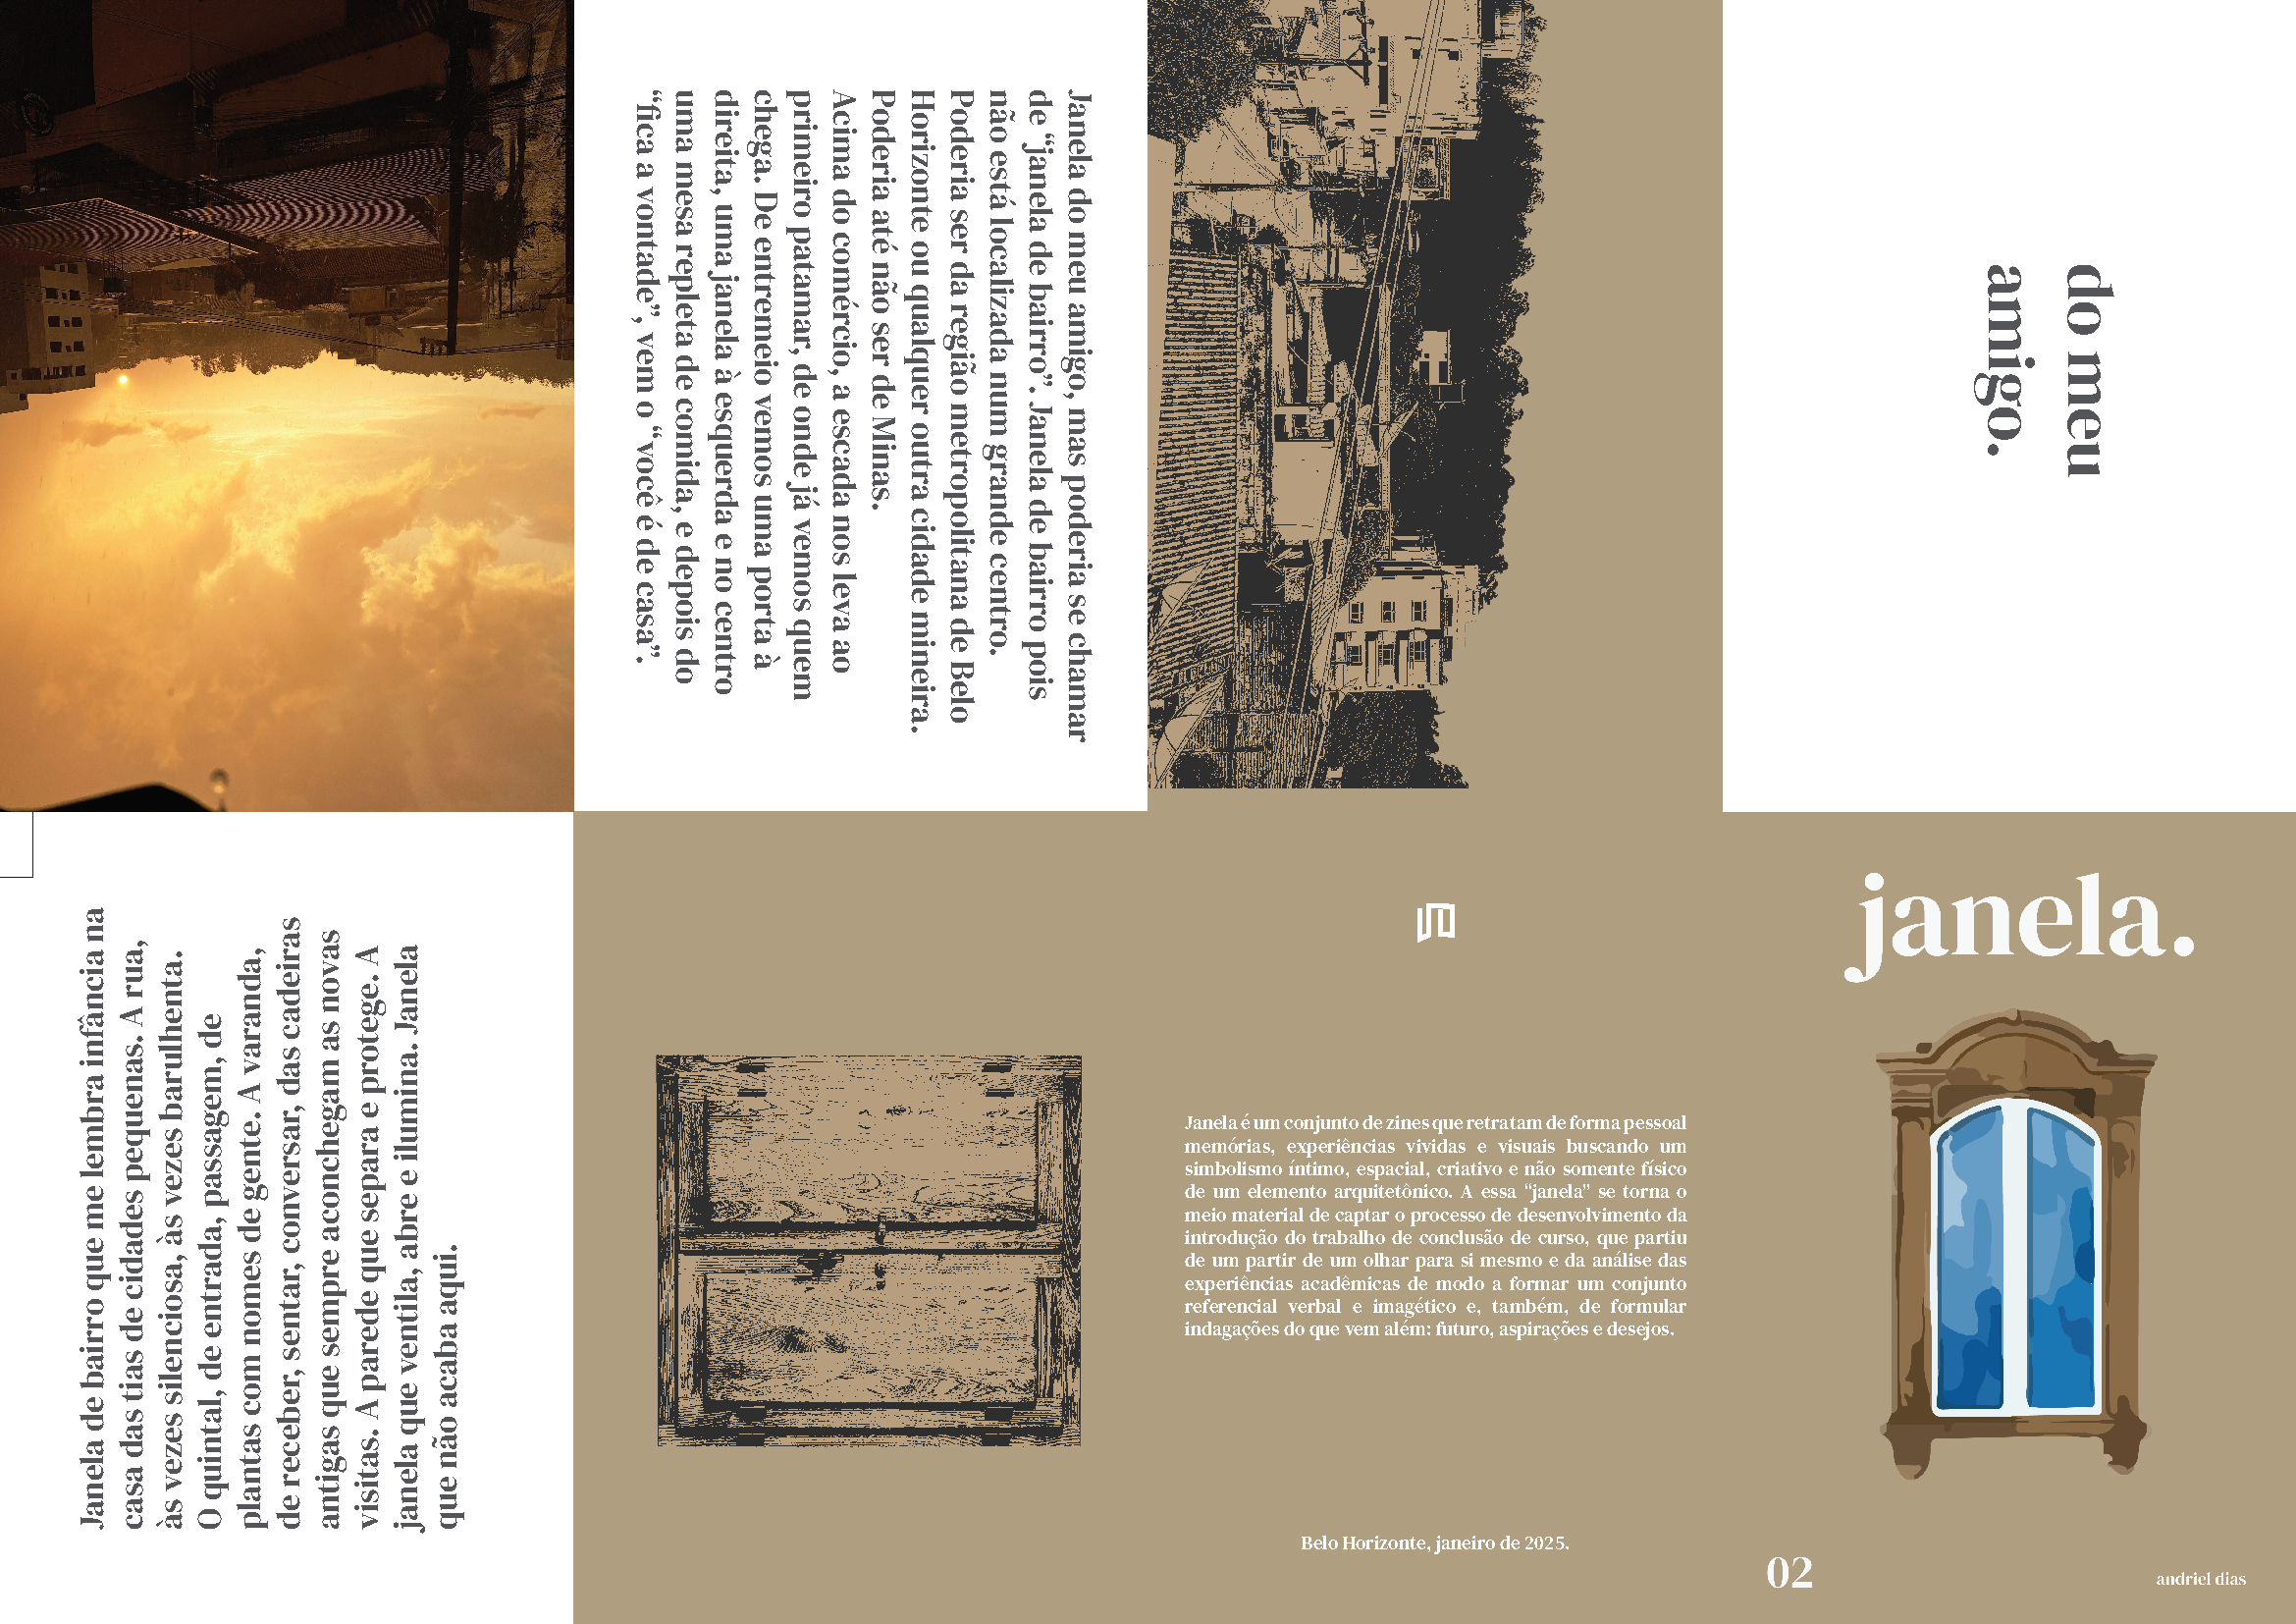 janela.
02
andriel dias
do meu
amigo.
Janela do meu amigo, mas poderia se chamar
de “janela de bairro”. Janela de bairro pois
não está localizada num grande centro.
Poderia ser da região metropolitana de Belo
Horizonte ou qualquer outra cidade mineira.
Poderia até não ser de Minas.
Acima do comércio, a escada nos leva ao
primeiro patamar, de onde já vemos quem
chega. De entremeio vemos uma porta à
direita, uma janela à esquerda e no centro
uma mesa repleta de comida, e depois do
“fica a vontade”, vem o “você é de casa”.
Janela de bairro que me lembra infância na
casa das tias de cidades pequenas. A rua,
às vezes silenciosa, às vezes barulhenta.
O quintal, de entrada, passagem, de
plantas com nomes de gente. A varanda,
de receber, sentar, conversar, das cadeiras
antigas que sempre aconchegam as novas
visitas. A parede que separa e protege. A
janela que ventila, abre e ilumina. Janela
que não acaba aqui.
Janela é um conjunto de zines que retratam de forma pessoal
memórias, experiências vividas e visuais buscando um
simbolismo íntimo, espacial, criativo e não somente físico
de um elemento arquitetônico. A essa “janela” se torna o
meio material de captar o processo de desenvolvimento da
introdução do trabalho de conclusão de curso, que partiu
de um partir de um olhar para si mesmo e da análise das
experiências acadêmicas de modo a formar um conjunto
referencial verbal e imagético e, também, de formular
indagações do que vem além: futuro, aspirações e desejos.
Belo Horizonte, janeiro de 2025.